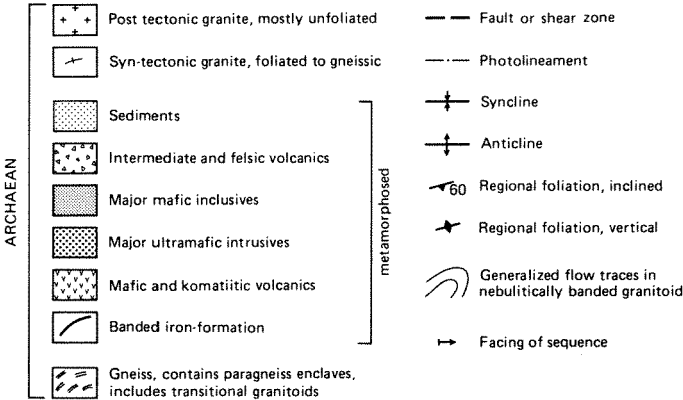 ARCHAEAN
Post tectonic granite, mostly unfoliated
Syn-tectonic granite, foliated to gneissic
Sediments
Intermediate and felsic volcanics
Major mafic inclusives
Major ultramafic intrusives
Mafic and komatiitic volcanics
Banded iron-formation
metamorphosed
Gneiss, contains paragneiss enclaves,
includes transitional granitoids
Fault or shear zone
Photolineament
Syncline
Anticline
60 Regional foliation, inclined
Regional foliation, vertical
Generalized flow traces in
nebulitically banded granitoid
Facing of sequence